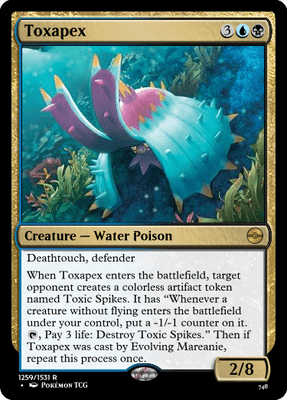 Toxapex 3
Creature — Water Poison
Deathtouch, defender
When Toxapex enters the battlefield, target
opponent creates a colorless artifact token
named Toxic Spikes. It has “Whenever a
creature without flying enters the battlefield
under your control, put a -1/-1 counter on it.
, Pay 3 life: Destroy Toxic Spikes.” Then if
Toxapex was cast by Evolving Mareanie,
repeat this process once.
2/8
1259/1531 R
• Pokémon TCG
748